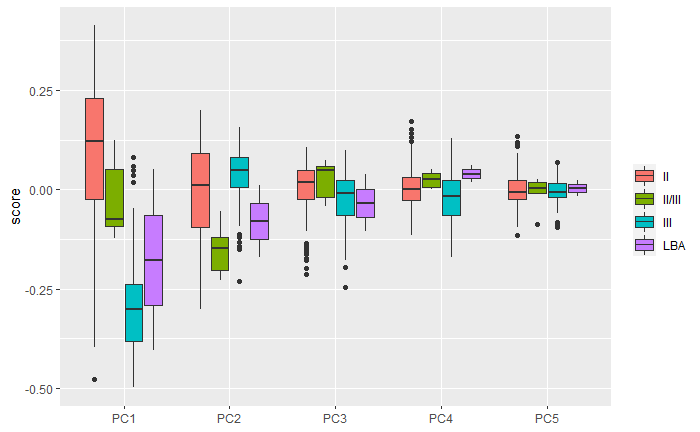 score
0.25
0.00
-0.25
-0.50
PC1 PC2 PC3 PC4 PC5
II
II/III
III
LBA